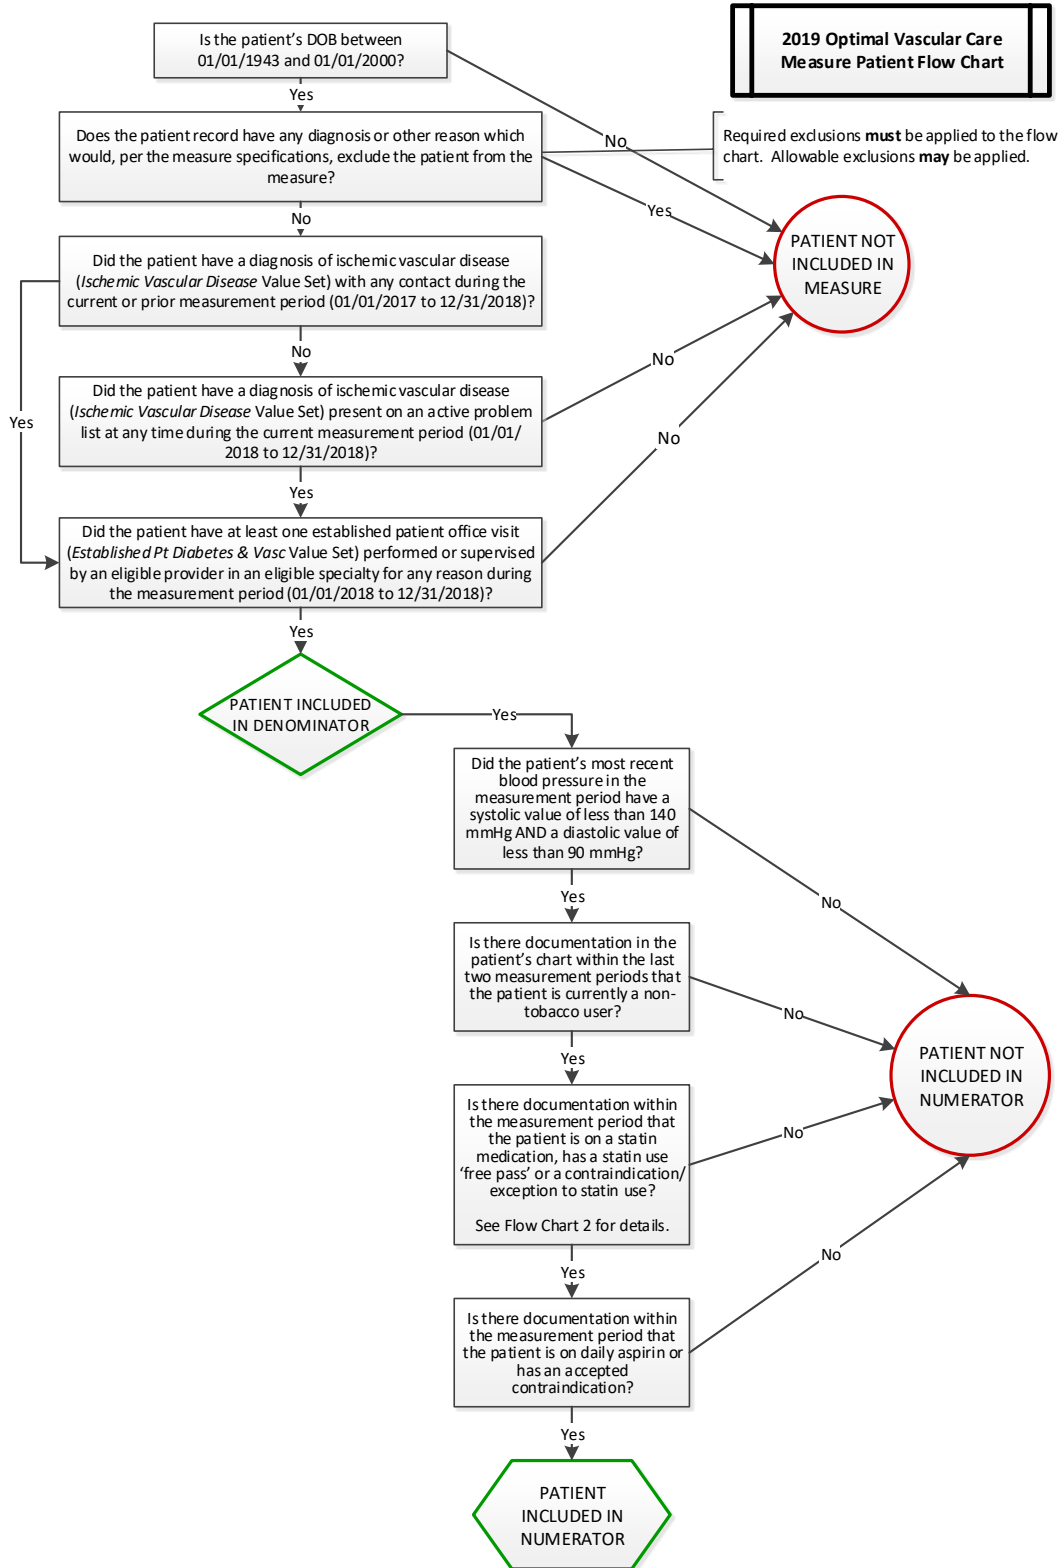 2019 Optimal Vascular Care
Measure Patient Flow Chart
Is the patient's DOB between
01/01/1943 and 01/01/2000?
Yes
No
Does the patient record have any diagnosis or other reason which
would, per the measure specifications, exclude the patient from the
measure?
Required exclusions must be applied to the flow
chart. Allowable exclusions may be applied.
Yes
No
PATIENT NOT
INCLUDED IN
MEASURE
Did the patient have a diagnosis of ischemic vascular disease
(Ischemic Vascular Disease Value Set) with any contact during the
current or prior measurement period (01/01/2017 to 12/31/2018)?
No
Yes
Did the patient have a diagnosis of ischemic vascular disease
(Ischemic Vascular Disease Value Set) present on an active problem
list at any time during the current measurement period (01/01/
2018 to 12/31/2018)?
No
Yes
Did the patient have at least one established patient office visit
(Established Pt Diabetes & Vasc Value Set) performed or supervised
by an eligible provider in an eligible specialty for any reason during
the measurement period (01/01/2018 to 12/31/2018)?
No
Yes
PATIENT INCLUDED
IN DENOMINATOR
Yes
Did the patient's most recent
blood pressure in the
measurement period have a
systolic value of less than 140
mmHg AND a diastolic value of
less than 90 mmHg?
Yes
No
Is there documentation in the
patient's chart within the last
two measurement periods that
the patient is currently a non-
tobacco user?
No
Yes
PATIENT NOT
INCLUDED IN
NUMERATOR
Is there documentation within
the measurement period that
the patient is on a statin
medication, has a statin use
'free pass' or a contraindication/
exception to statin use?
See Flow Chart 2 for details.
No
Yes
Is there documentation within
the measurement period that
the patient is on daily aspirin or
has an accepted
contraindication?
No
Yes
PATIENT
INCLUDED IN
NUMERATOR